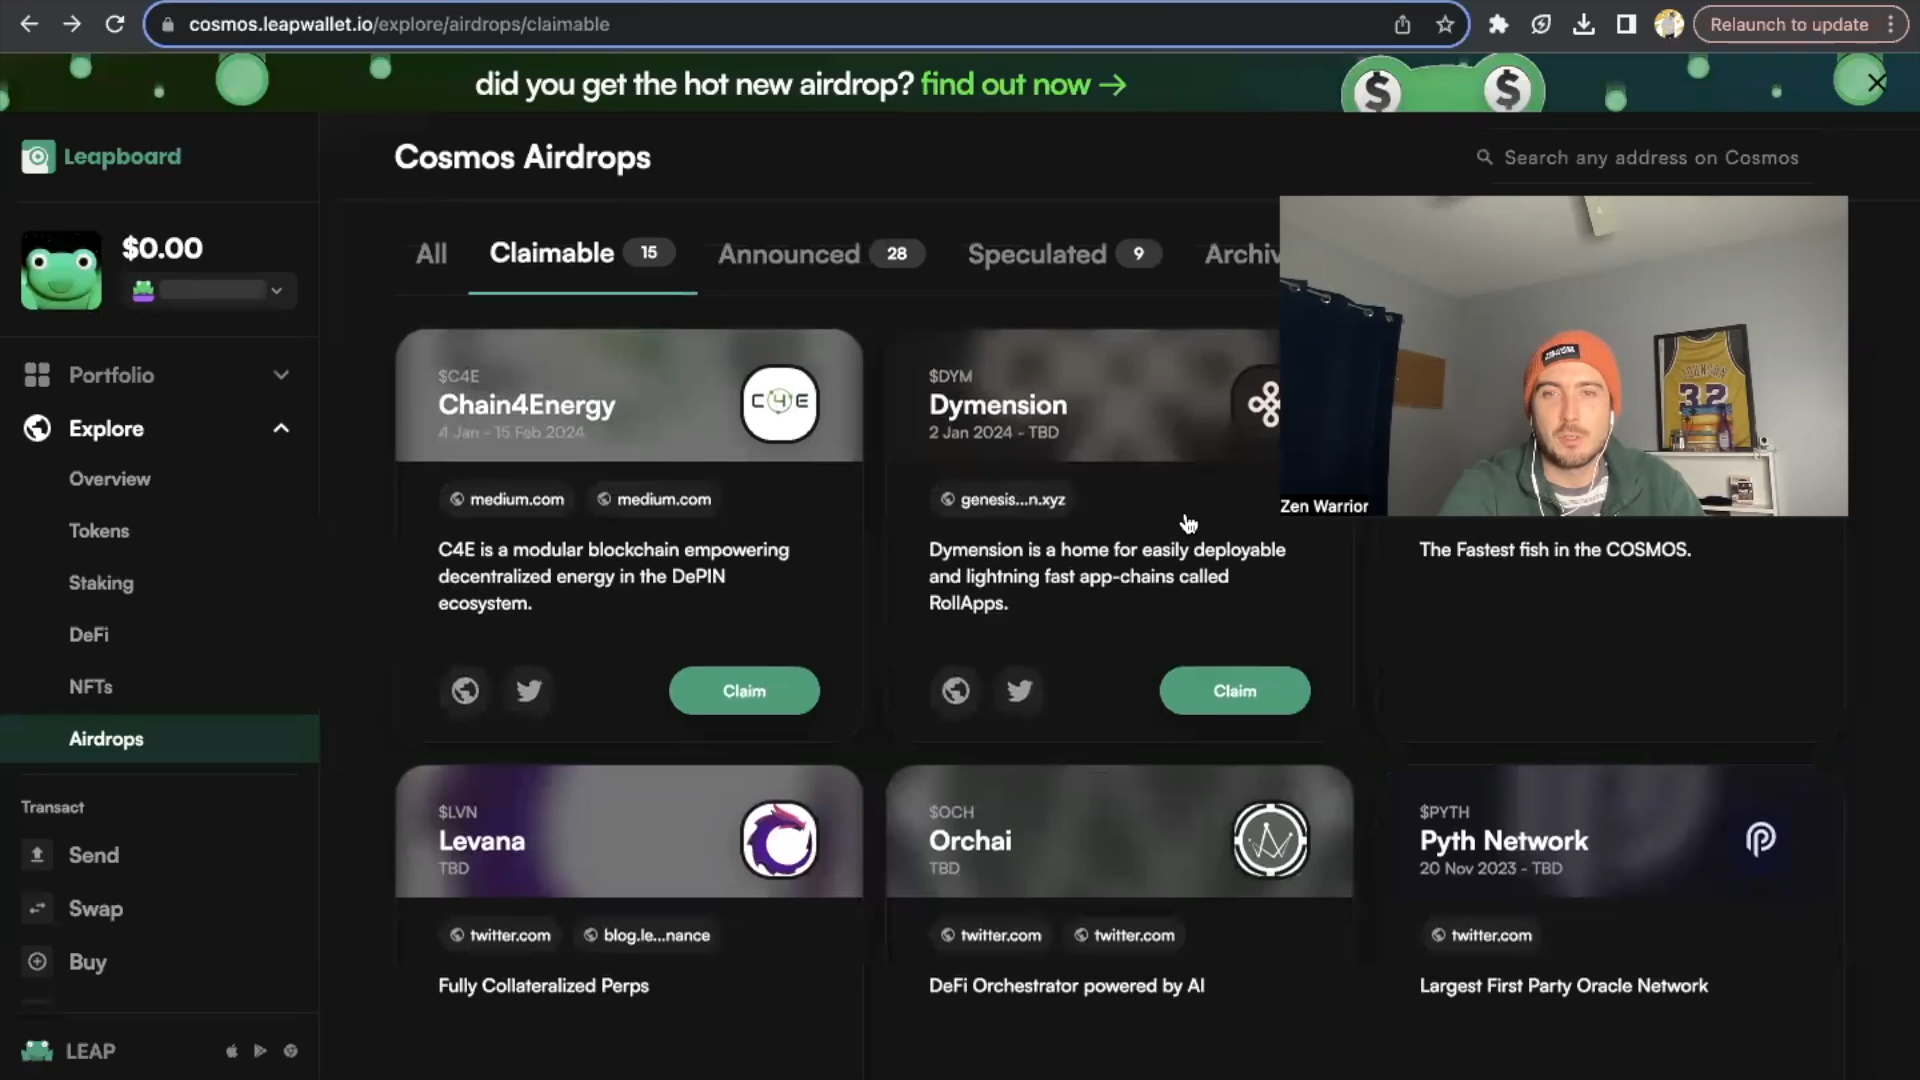 cosmos.leapwallet.io/explore/airdrops/claimable
Relaunch to update
did you get the hot new airdrop? find out now →
Leapboard
Cosmos Airdrops
Search any address on Cosmos
$0.00
All
Claimable 15
Announced 28
Speculated 9
Archiv
Portfolio
Explore
Overview
Tokens
Staking
DeFi
NFTs
Airdrops
Transact
Send
Swap
Buy
LEAP
$C4E
Chain4Energy
4 Jan - 15 Feb 2024
C4E
medium.com
medium.com
C4E is a modular blockchain empowering
decentralized energy in the DePIN
ecosystem.
Claim
$DYM
Dymension
2 Jan 2024 - TBD
genesis...n.xyz
Dymension is a home for easily deployable
and lightning fast app-chains called
RollApps.
Claim
JOHNSON
32
Zen Warrior
The Fastest fish in the COSMOS.
$LVN
Levana
TBD
twitter.com
blog.le...nance
Fully Collateralized Perps
$OCH
Orchai
TBD
twitter.com
twitter.com
DeFi Orchestrator powered by AI
$PYTH
Pyth Network
20 Nov 2023 - TBD
twitter.com
Largest First Party Oracle Network